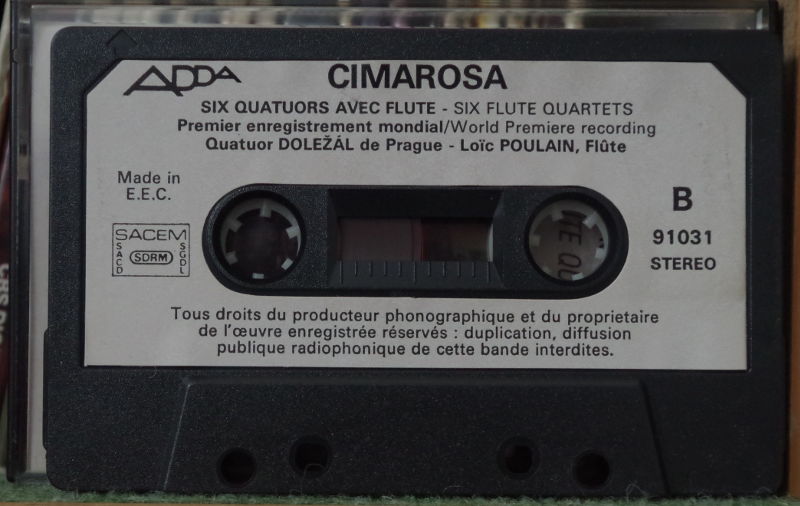 ADDA
CIMAROSA
SIX QUATUORS AVEC FLUTE - SIX FLUTE QUARTETS
Premier enregistrement mondial/World Premiere recording
Quatuor DOLEŽÁL de Prague - Loïc POULAIN, Flûte
Made in
E.E.C.
B
91031
STEREO
SACEM
SACD
SDRM
SGDL
Tous droits du producteur phonographique et du proprietaire
de l'œuvre enregistrée réservés : duplication, diffusion
publique radiophonique de cette bande interdites.